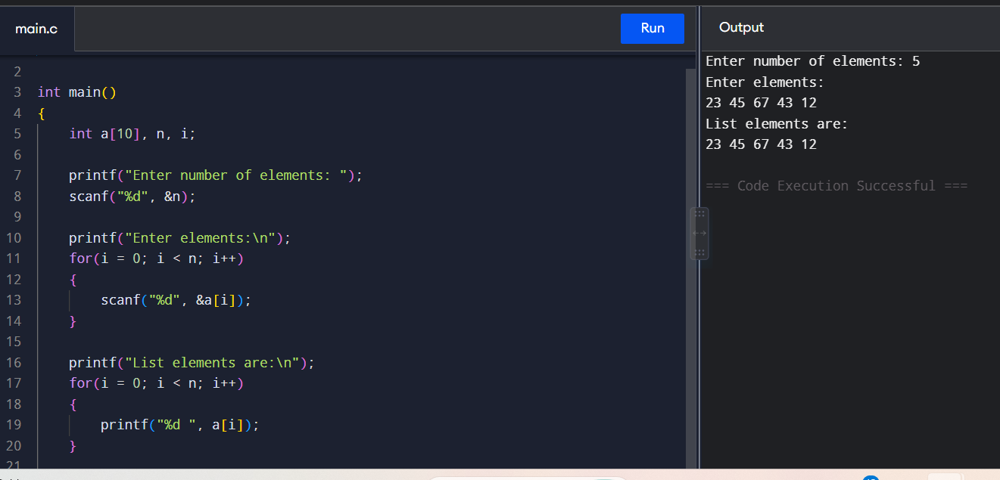 main.c
Run
2
3 int main()
4 {
5     int a[10], n, i;
6
7     printf("Enter number of elements: ");
8     scanf("%d", &n);
9
10     printf("Enter elements:\n");
11     for(i = 0; i < n; i++)
12     {
13         scanf("%d", &a[i]);
14     }
15
16     printf("List elements are:\n");
17     for(i = 0; i < n; i++)
18     {
19         printf("%d ", a[i]);
20     }
21
Output
Enter number of elements: 5
Enter elements:
23 45 67 43 12
List elements are:
23 45 67 43 12
=== Code Execution Successful ===